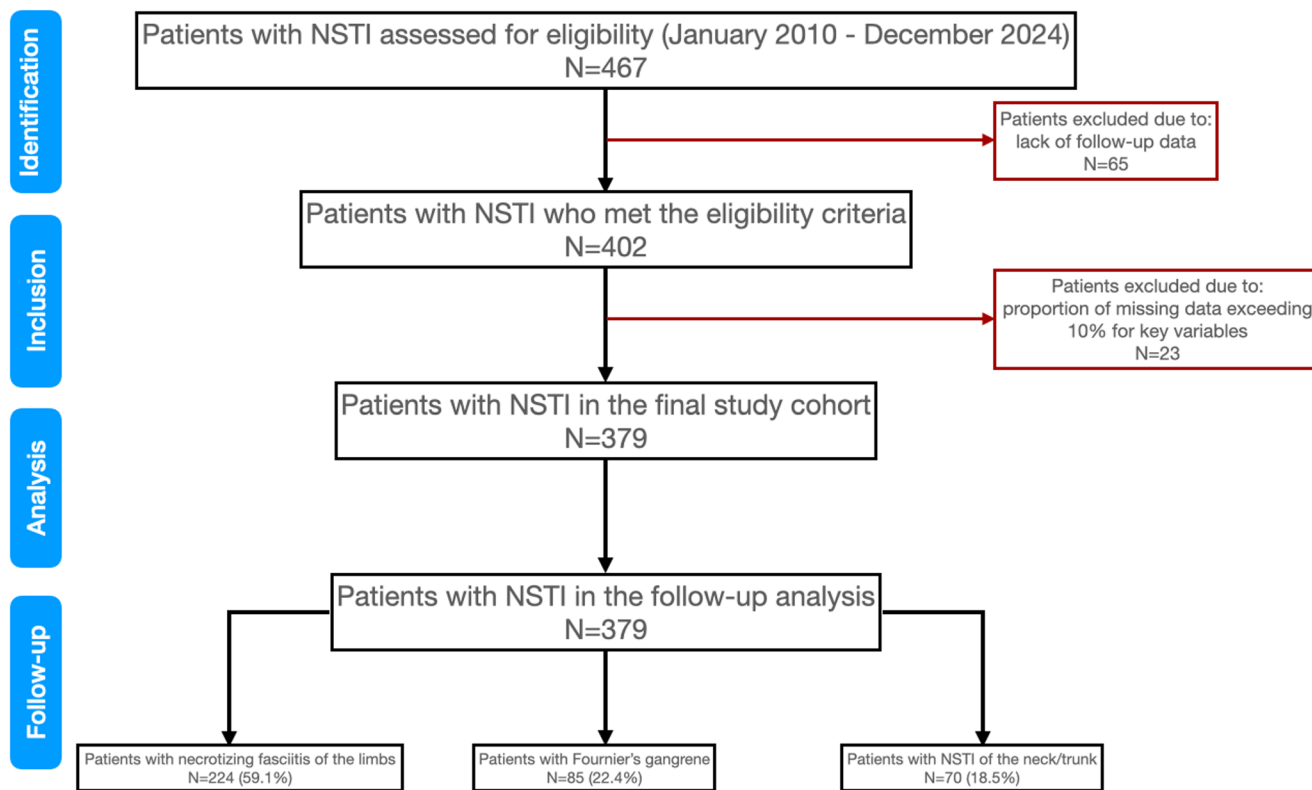 Identification
Patients with NSTI assessed for eligibility (January 2010 - December 2024)
N=467
Patients excluded due to:
lack of follow-up data
N=65
Inclusion
Patients with NSTI who met the eligibility criteria
N=402
Patients excluded due to:
proportion of missing data exceeding
10% for key variables
N=23
Analysis
Patients with NSTI in the final study cohort
N=379
Follow-up
Patients with NSTI in the follow-up analysis
N=379
Patients with necrotizing fasciitis of the limbs
N=224 (59.1%)
Patients with Fournier's gangrene
N=85 (22.4%)
Patients with NSTI of the neck/trunk
N=70 (18.5%)